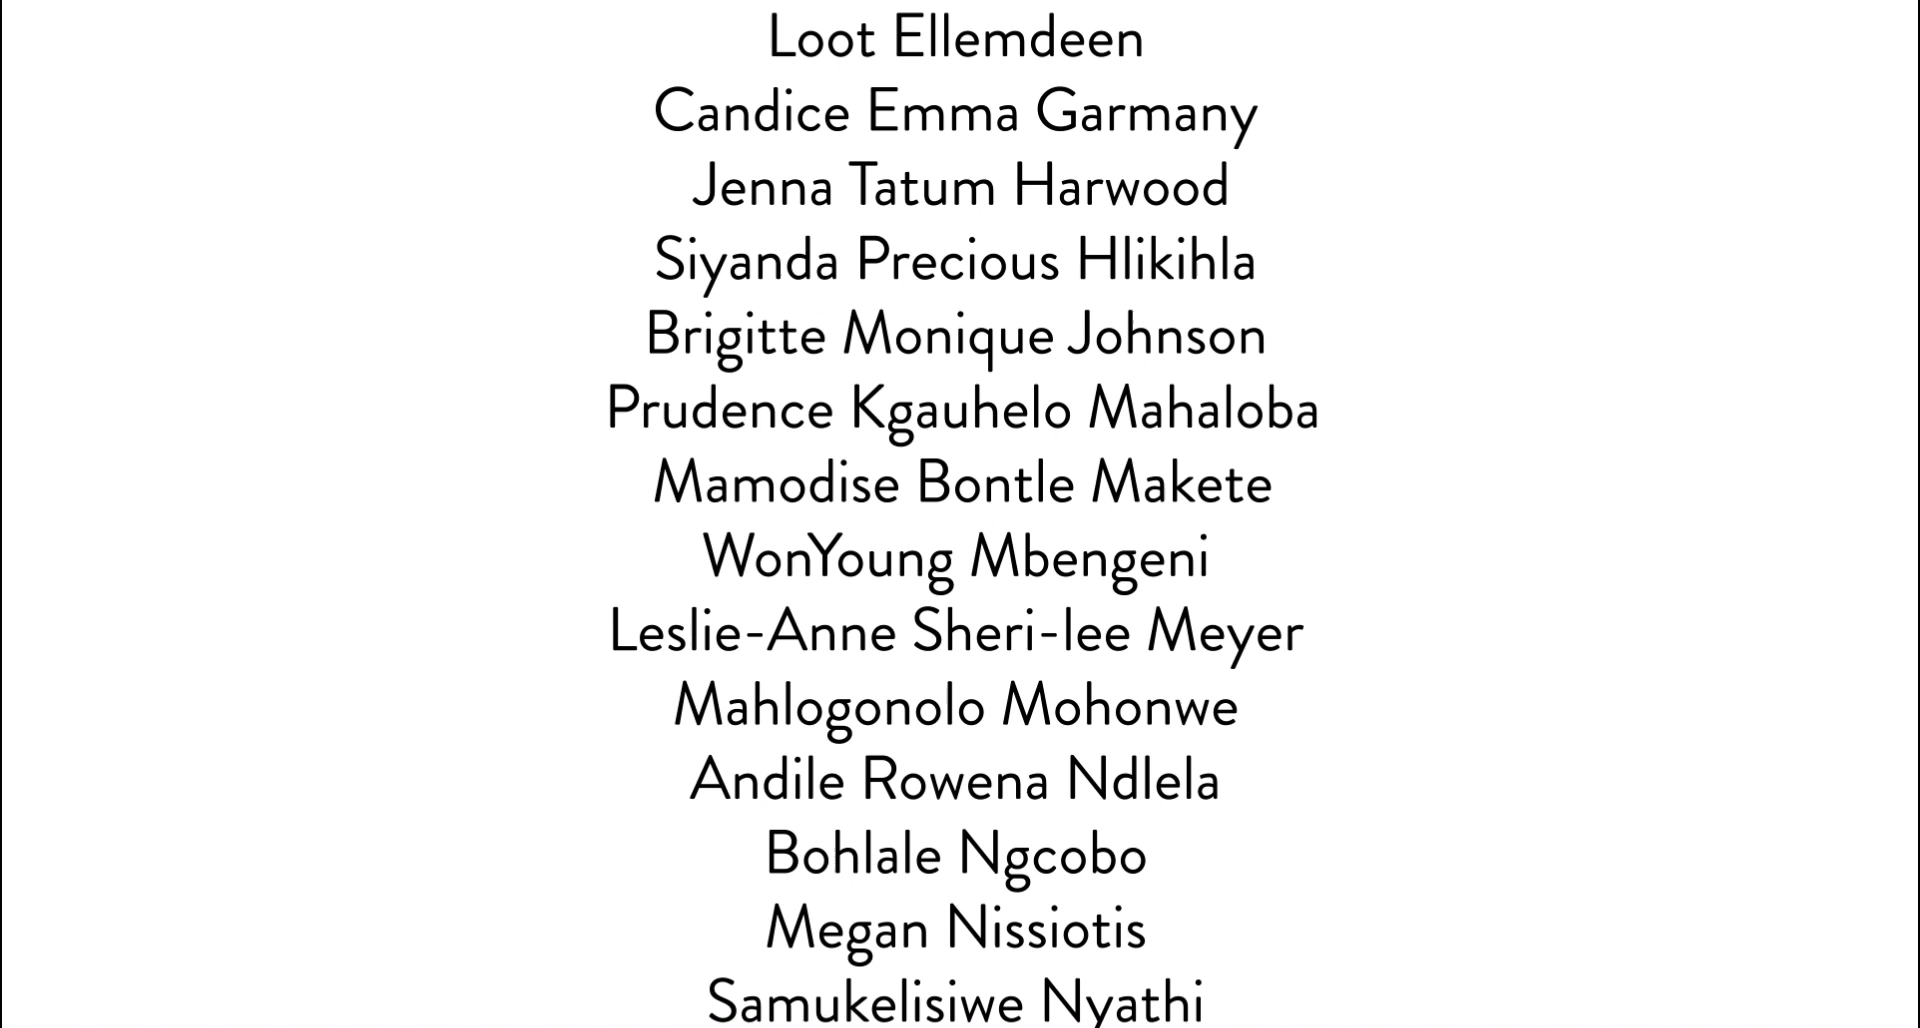 Loot Ellemdeen
Candice Emma Garmany
Jenna Tatum Harwood
Siyanda Precious Hlikihla
Brigitte Monique Johnson
Prudence Kgauhelo Mahaloba
Mamodise Bontle Makete
WonYoung Mbengeni
Leslie-Anne Sheri-lee Meyer
Mahlogonolo Mohonwe
Andile Rowena Ndlela
Bohlale Ngcobo
Megan Nissiotis
Samukelisiwe Nyathi